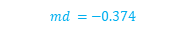 md = −0.374